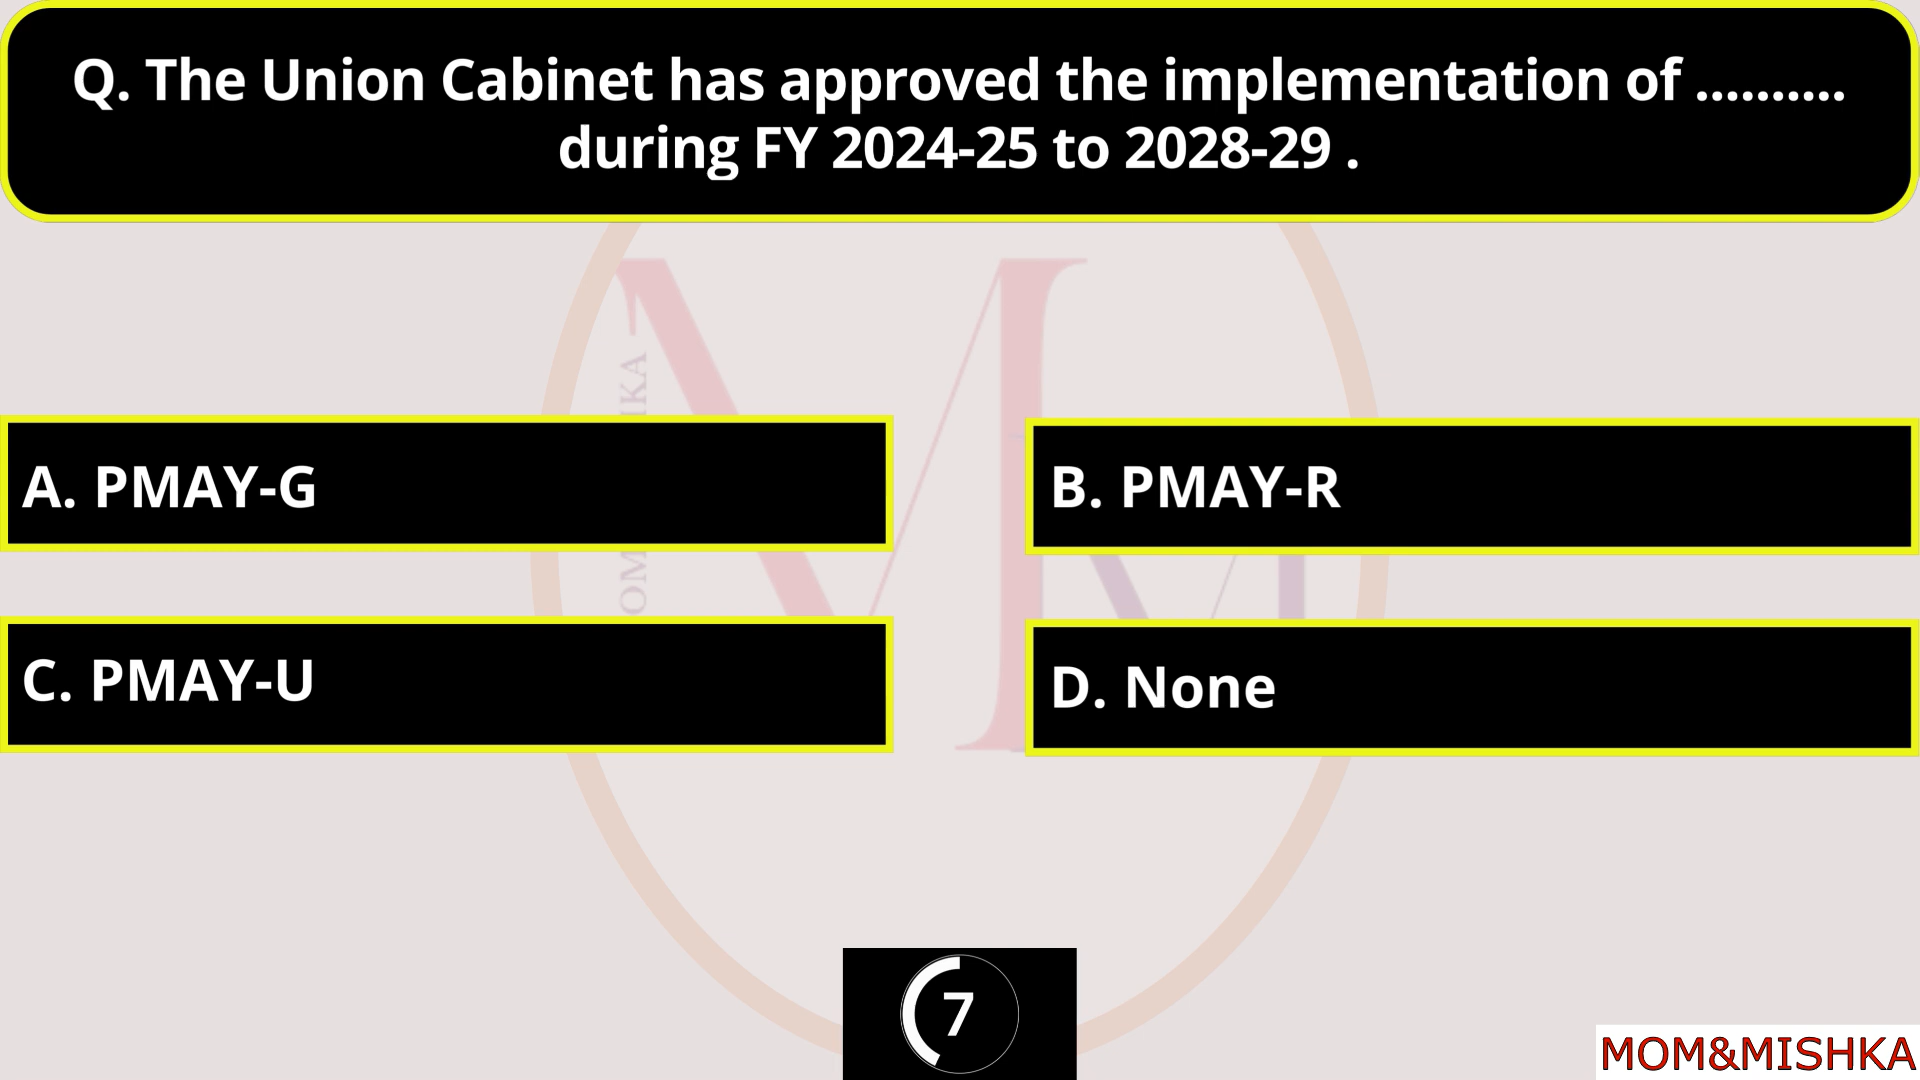 Q. The Union Cabinet has approved the implementation of ..........
during FY 2024-25 to 2028-29 .
A. PMAY-G
B. PMAY-R
C. PMAY-U
D. None
7
MOM&MISHKA